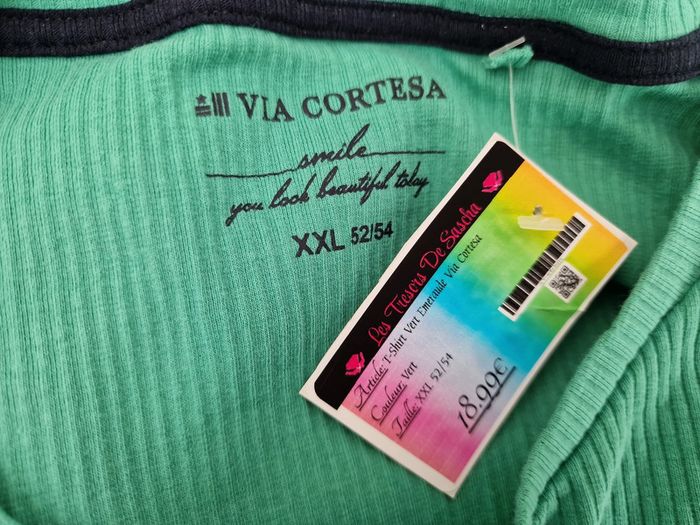 VIA CORTESA
smile
you look beautiful today
XXL 52/54
Les Tresors De Sascha
Article: T-Shirt Vert Emeraude Via Cortesa
Couleur: Vert
Taille: XXL 52/54
18.99€